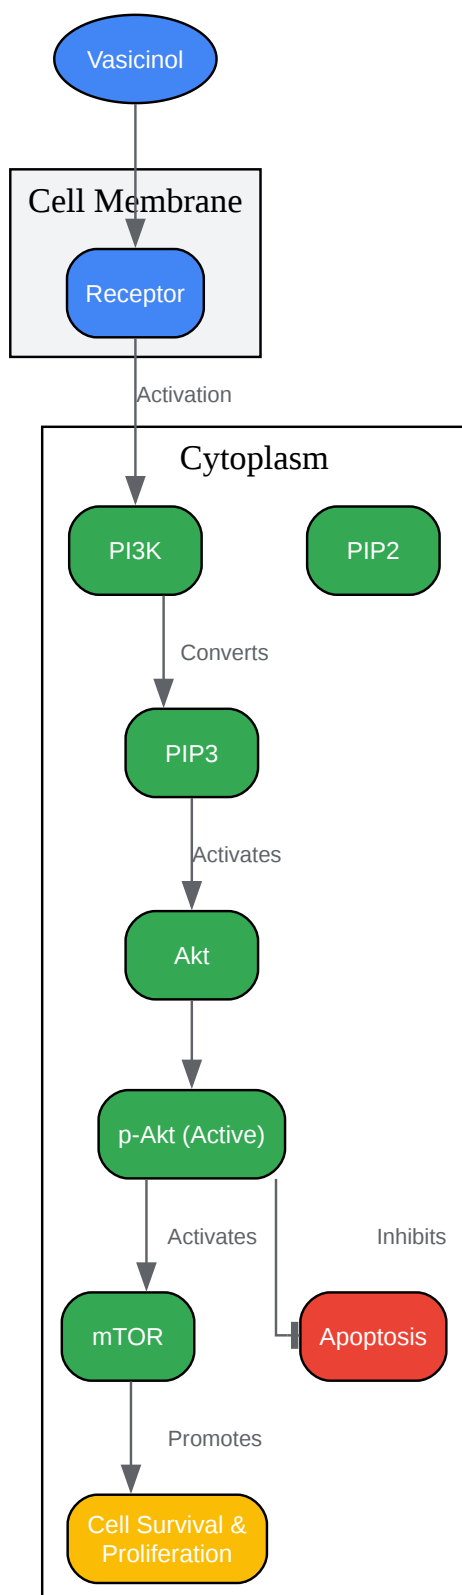 Vasicinol
Cell Membrane
Receptor
Activation
Cytoplasm
PI3K
PIP2
Converts
PIP3
Activates
Akt
p-Akt (Active)
Activates
Inhibits
mTOR
Apoptosis
Promotes
Cell Survival &
Proliferation